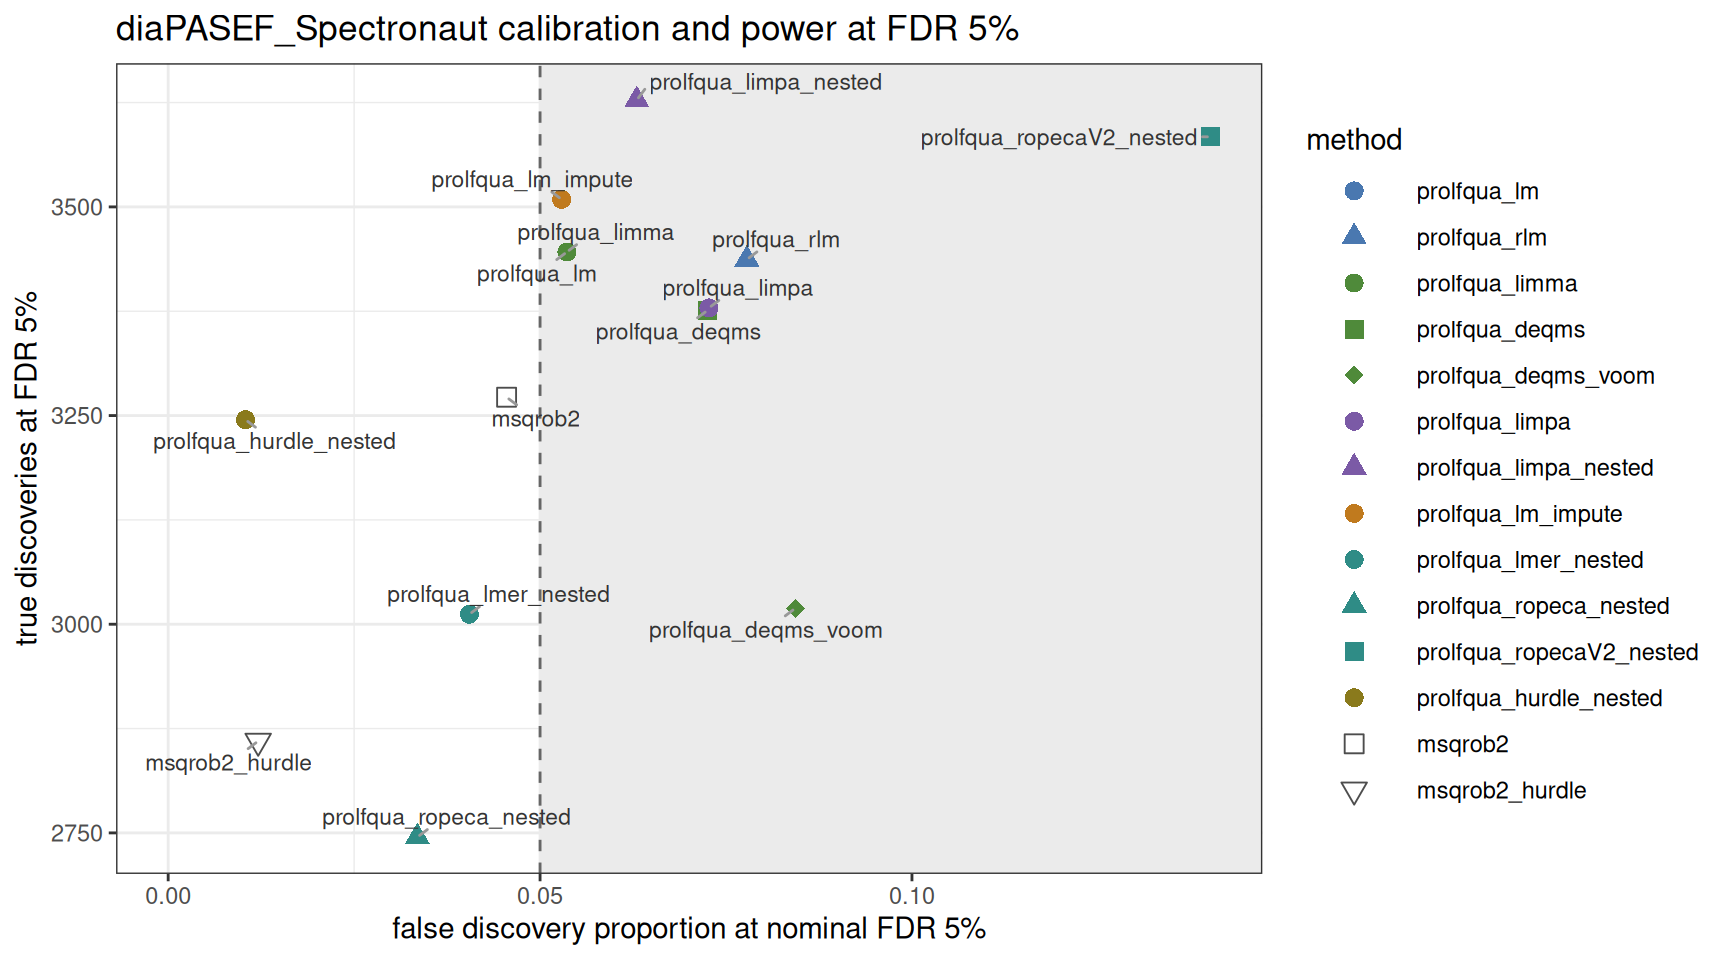 diaPASEF_Spectronaut calibration and power at FDR 5%
true discoveries at FDR 5%
3500
3250
3000
2750
prolfqua_limpa_nested
prolfqua_ropecaV2_nested
prolfqua_lm_impute
prolfqua_limma
prolfqua_rlm
prolfqua_lm
prolfqua_limpa
prolfqua_deqms
msqrob2
prolfqua_hurdle_nested
prolfqua_lmer_nested
prolfqua_deqms_voom
msqrob2_hurdle
prolfqua_ropeca_nested
0.00
0.05
0.10
false discovery proportion at nominal FDR 5%
method
prolfqua_lm
prolfqua_rlm
prolfqua_limma
prolfqua_deqms
prolfqua_deqms_voom
prolfqua_limpa
prolfqua_limpa_nested
prolfqua_lm_impute
prolfqua_lmer_nested
prolfqua_ropeca_nested
prolfqua_ropecaV2_nested
prolfqua_hurdle_nested
msqrob2
msqrob2_hurdle